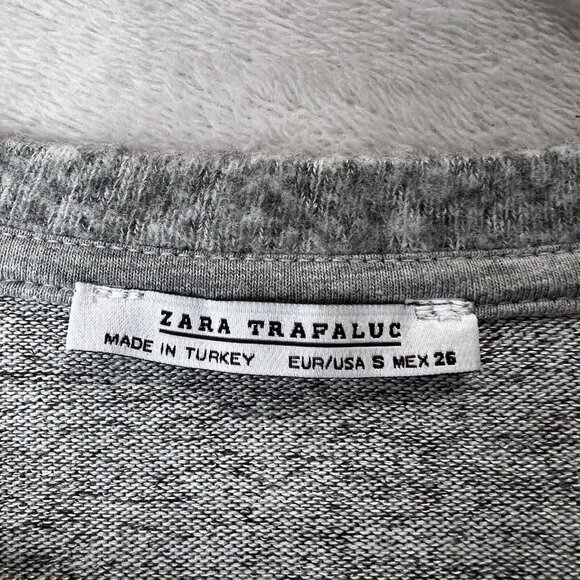 ZARA TRAFALUC
MADE IN TURKEY EUR/USA S MEX 26